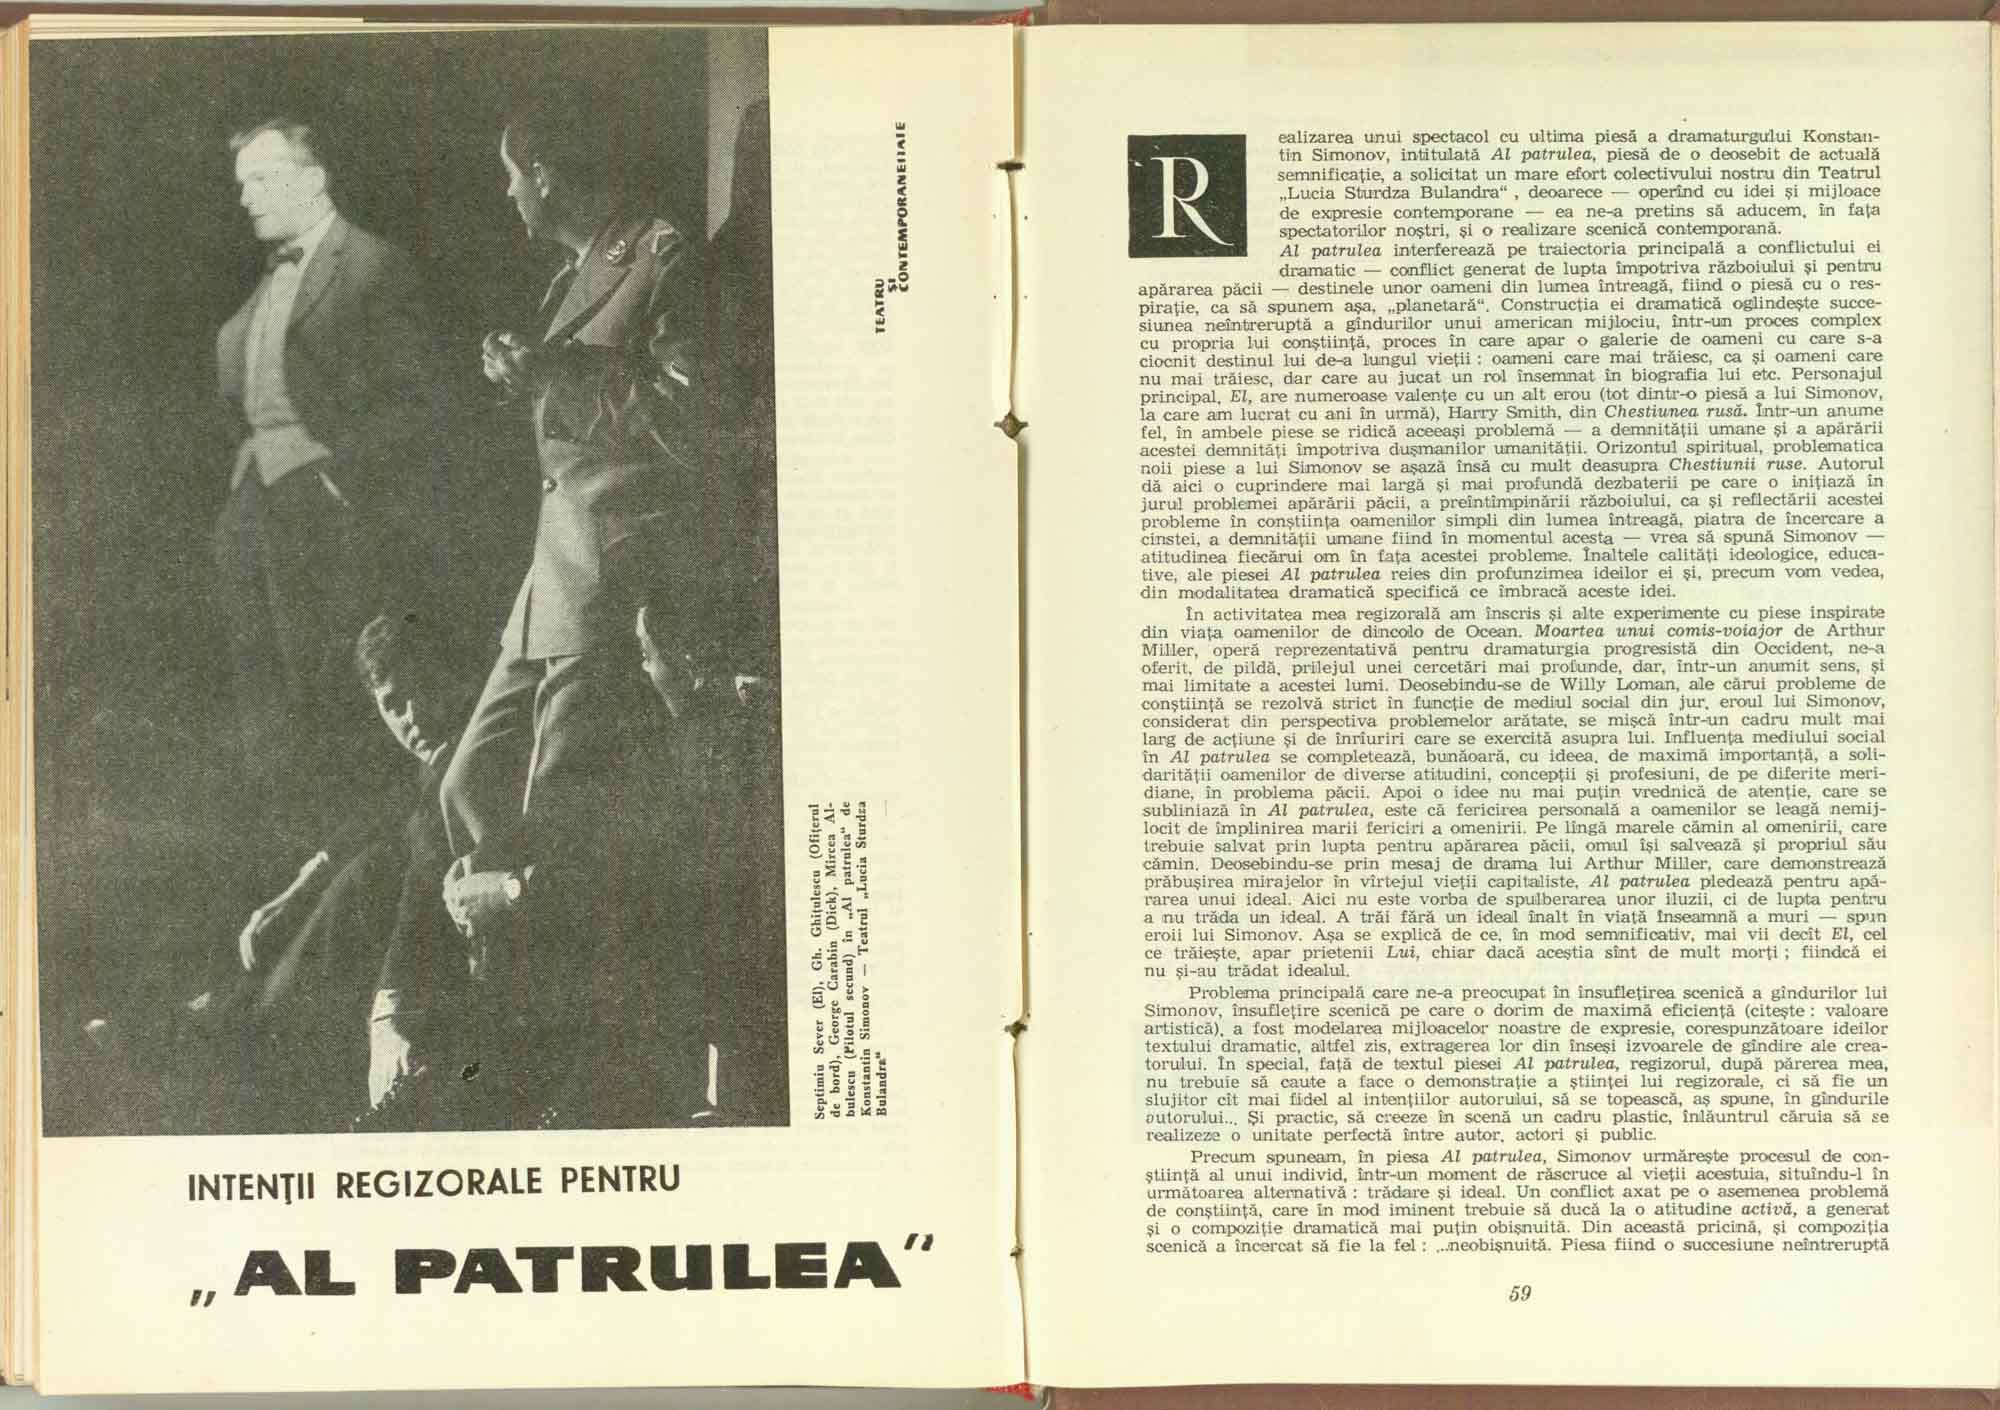 TEATRU
ȘI
CONTEMPORANEITATE
Septimiu Sever (El), Gh. Ghițulescu (Ofițerul
de bord), George Carabin (Dick), Mircea Al-
bulescu (Pilotul secund) în „Al patrulea“ de
Konstantin Simonov — Teatrul „Lucia Sturdza
Bulandra“
INTENȚII REGIZORALE PENTRU
„AL PATRULEA“
R
ealizarea unui spectacol cu ultima piesă a dramaturgului Konstan-
tin Simonov, intitulată Al patrulea, piesă de o deosebit de actuală
semnificație, a solicitat un mare efort colectivului nostru din Teatrul
„Lucia Sturdza Bulandra“ , deoarece — operînd cu idei și mijloace
de expresie contemporane — ea ne-a pretins să aducem, în fața
spectatorilor noștri, și o realizare scenică contemporană.
Al patrulea interferează pe traiectoria principală a conflictului ei
dramatic — conflict generat de lupta împotriva războiului și pentru
apărarea păcii — destinele unor oameni din lumea întreagă, fiind o piesă cu o res-
pirație, ca să spunem așa, „planetară“. Construcția ei dramatică oglindește succe-
siunea neîntreruptă a gîndurilor unui american mijlociu, într-un proces complex
cu propria lui conștiință, proces în care apar o galerie de oameni cu care s-a
ciocnit destinul lui de-a lungul vieții : oameni care mai trăiesc, ca și oameni care
nu mai trăiesc, dar care au jucat un rol însemnat în biografia lui etc. Personajul
principal, El, are numeroase valențe cu un alt erou (tot dintr-o piesă a lui Simonov,
la care am lucrat cu ani în urmă), Harry Smith, din Chestiunea rusă. Într-un anume
fel, în ambele piese se ridică aceeași problemă — a demnității umane și a apărării
acestei demnități împotriva dușmanilor umanității. Orizontul spiritual, problematica
noii piese a lui Simonov se așază însă cu mult deasupra Chestiunii ruse. Autorul
dă aici o cuprindere mai largă și mai profundă dezbaterii pe care o inițiază în
jurul problemei apărării păcii, a preîntîmpinării războiului, ca și reflectării acestei
probleme în conștiința oamenilor simpli din lumea întreagă, piatra de încercare a
cinstei, a demnității umane fiind în momentul acesta — vrea să spună Simonov —
atitudinea fiecărui om în fața acestei probleme. Înaltele calități ideologice, educa-
tive, ale piesei Al patrulea reies din profunzimea ideilor ei și, precum vom vedea,
din modalitatea dramatică specifică ce îmbracă aceste idei.
În activitatea mea regizorală am înscris și alte experimente cu piese inspirate
din viața oamenilor de dincolo de Ocean. Moartea unui comis-voiajor de Arthur
Miller, operă reprezentativă pentru dramaturgia progresistă din Occident, ne-a
oferit, de pildă, prilejul unei cercetări mai profunde, dar, într-un anumit sens, și
mai limitate a acestei lumi. Deosebindu-se de Willy Loman, ale cărui probleme de
conștiință se rezolvă strict în funcție de mediul social din jur, eroul lui Simonov,
considerat din perspectiva problemelor arătate, se mișcă într-un cadru mult mai
larg de acțiune și de înrîuriri care se exercită asupra lui. Influența mediului social
în Al patrulea se completează, bunăoară, cu ideea, de maximă importanță, a soli-
darității oamenilor de diverse atitudini, concepții și profesiuni, de pe diferite meri-
diane, în problema păcii. Apoi o idee nu mai puțin vrednică de atenție, care se
subliniază în Al patrulea, este că fericirea personală a oamenilor se leagă nemij-
locit de împlinirea marii fericiri a omenirii. Pe lîngă marele cămin al omenirii, care
trebuie salvat prin lupta pentru apărarea păcii, omul își salvează și propriul său
cămin. Deosebindu-se prin mesaj de drama lui Arthur Miller, care demonstrează
prăbușirea mirajelor în vîrtejul vieții capitaliste, Al patrulea pledează pentru apă-
rarea unui ideal. Aici nu este vorba de spulberarea unor iluzii, ci de lupta pentru
a nu trăda un ideal. A trăi fără un ideal înalt în viață înseamnă a muri — spun
eroii lui Simonov. Așa se explică de ce, în mod semnificativ, mai vii decît El, cel
ce trăiește, apar prietenii Lui, chiar dacă aceștia sînt de mult morți ; fiindcă ei
nu și-au trădat idealul.
Problema principală care ne-a preocupat în însuflețirea scenică a gîndurilor lui
Simonov, însuflețire scenică pe care o dorim de maximă eficiență (citește : valoare
artistică), a fost modelarea mijloacelor noastre de expresie, corespunzătoare ideilor
textului dramatic, altfel zis, extragerea lor din înseși izvoarele de gîndire ale crea-
torului. În special, față de textul piesei Al patrulea, regizorul, după părerea mea,
nu trebuie să caute a face o demonstrație a științei lui regizorale, ci să fie un
slujitor cît mai fidel al intențiilor autorului, să se topească, aș spune, în gîndurile
autorului... Și practic, să creeze în scenă un cadru plastic, înlăuntrul căruia să se
realizeze o unitate perfectă între autor, actori și public.
Precum spuneam, în piesa Al patrulea, Simonov urmărește procesul de con-
știință al unui individ, într-un moment de răscruce al vieții acestuia, situîndu-l în
următoarea alternativă : trădare și ideal. Un conflict axat pe o asemenea problemă
de conștiință, care în mod iminent trebuie să ducă la o atitudine activă, a generat
și o compoziție dramatică mai puțin obișnuită. Din această pricină, și compoziția
scenică a încercat să fie la fel : ...neobișnuită. Piesa fiind o succesiune neîntreruptă
59